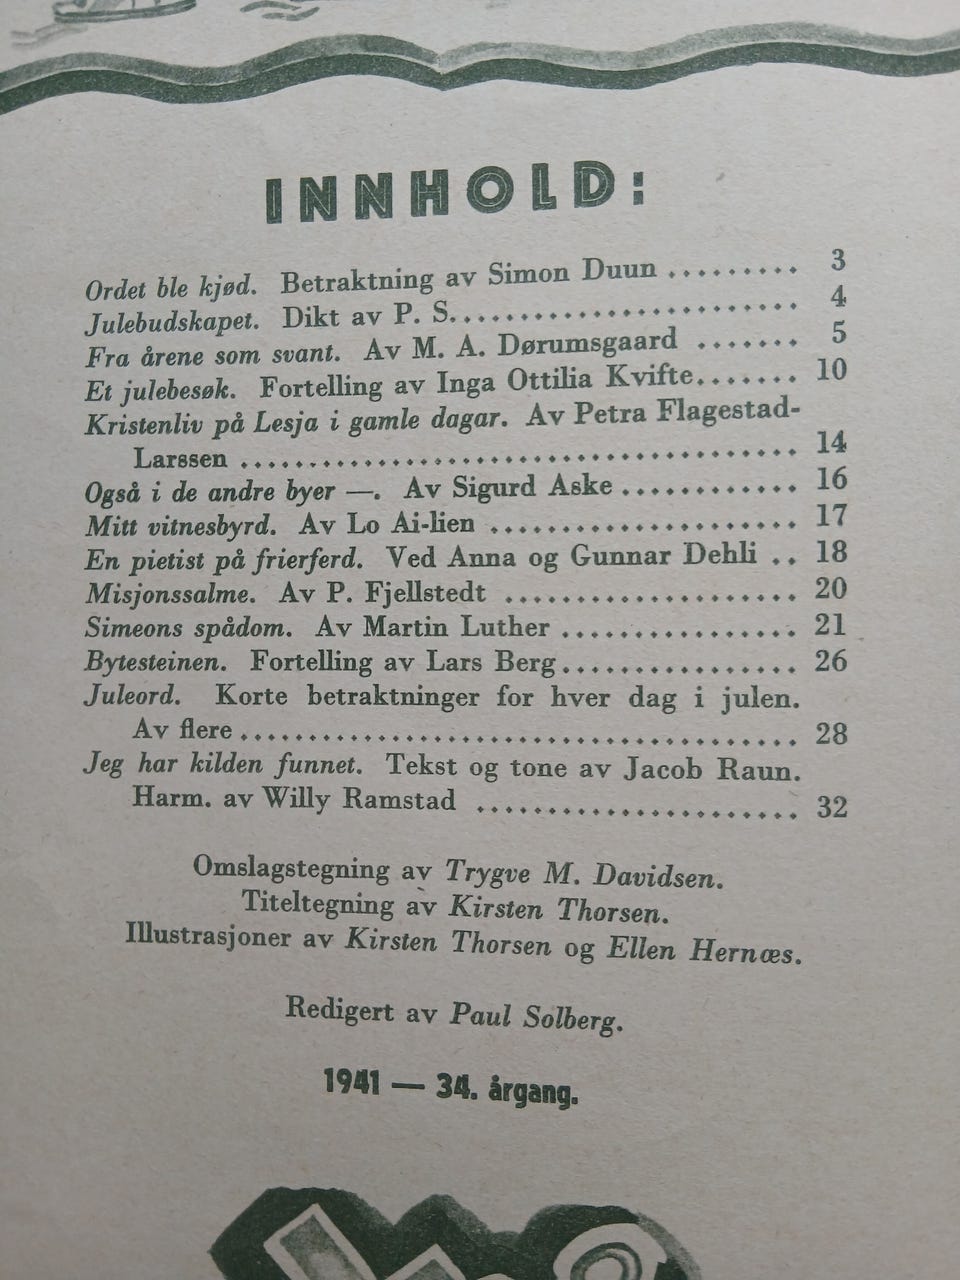 INNHOLD:
Ordet ble kjød. Betraktning av Simon Duun ......... 3
Julebudskapet. Dikt av P. S. ........................ 4
Fra årene som svant. Av M. A. Dørumsgaard ....... 5
Et julebesøk. Fortelling av Inga Ottilia Kvifte ....... 10
Kristenliv på Lesja i gamle dagar. Av Petra Flagestad-
Larssen ........................................ 14
Også i de andre byer —. Av Sigurd Aske ............. 16
Mitt vitnesbyrd. Av Lo Ai-lien ...................... 17
En pietist på frierferd. Ved Anna og Gunnar Dehli .. 18
Misjonssalme. Av P. Fjellstedt ..................... 20
Simeons spådom. Av Martin Luther ................. 21
Bytesteinen. Fortelling av Lars Berg ................. 26
Juleord. Korte betraktninger for hver dag i julen.
Av flere ........................................ 28
Jeg har kilden funnet. Tekst og tone av Jacob Raun.
Harm. av Willy Ramstad ....................... 32
Omslagstegning av Trygve M. Davidsen.
Titeltegning av Kirsten Thorsen.
Illustrasjoner av Kirsten Thorsen og Ellen Hernæs.
Redigert av Paul Solberg.
1941 — 34. årgang.